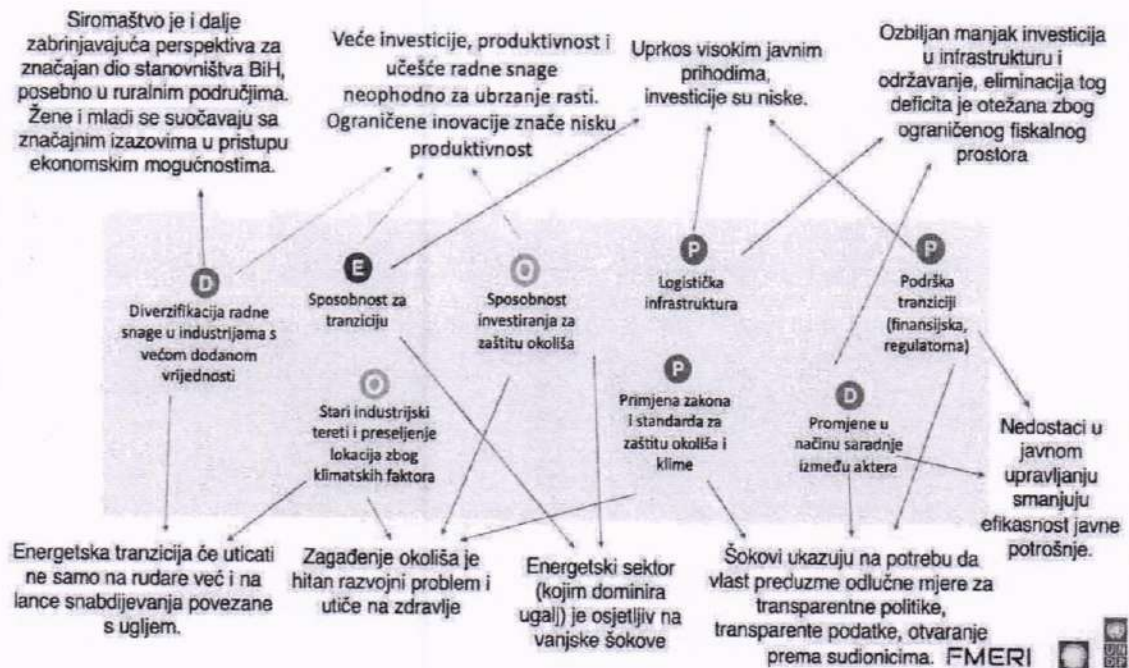 Siromaštvo je i dalje
zabrinjavajuća perspektiva za
značajan dio stanovništva BiH,
posebno u ruralnim područjima.
Žene i mladi se suočavaju sa
značajnim izazovima u pristupu
ekonomskim mogućnostima.
Veće investicije, produktivnost i
učešće radne snage
neophodno za ubrzanje rasti.
Ograničene inovacije znače nisku
produktivnost
Uprkos visokim javnim
prihodima,
investicije su niske.
Ozbiljan manjak investicija
u infrastrukturu i
održavanje, eliminacija tog
deficita je otežana zbog
ograničenog fiskalnog
prostora
D
Diverzifikacija radne
snage u industrijama s
većom dodanom
vrijednosti
E
Sposobnost za
tranziciju
O
Sposobnost
investiranja za
zaštitu okoliša
P
Logistička
infrastruktura
P
Podrška
tranziciji
(finansijska,
regulatorna)
O
Stari industrijski
tereti i preseljenje
lokacija zbog
klimatskih faktora
P
Primjena zakona
i standarda za
zaštitu okoliša i
klime
D
Promjene u
načinu saradnje
između aktera
Nedostaci u
javnom
upravljanju
smanjuju
efikasnost javne
potrošnje.
Energetska tranzicija će uticati
ne samo na rudare već i na
lance snabdijevanja povezane
s ugljem.
Zagađenje okoliša je
hitan razvojni problem i
utiče na zdravlje
Energetski sektor
(kojim dominira
ugalj) je osjetljiv na
vanjske šokove
Šokovi ukazuju na potrebu da
vlast preduzme odlučne mjere za
transparentne politike,
transparente podatke, otvaranje
prema sudionicima.
FMERI
UN
DP